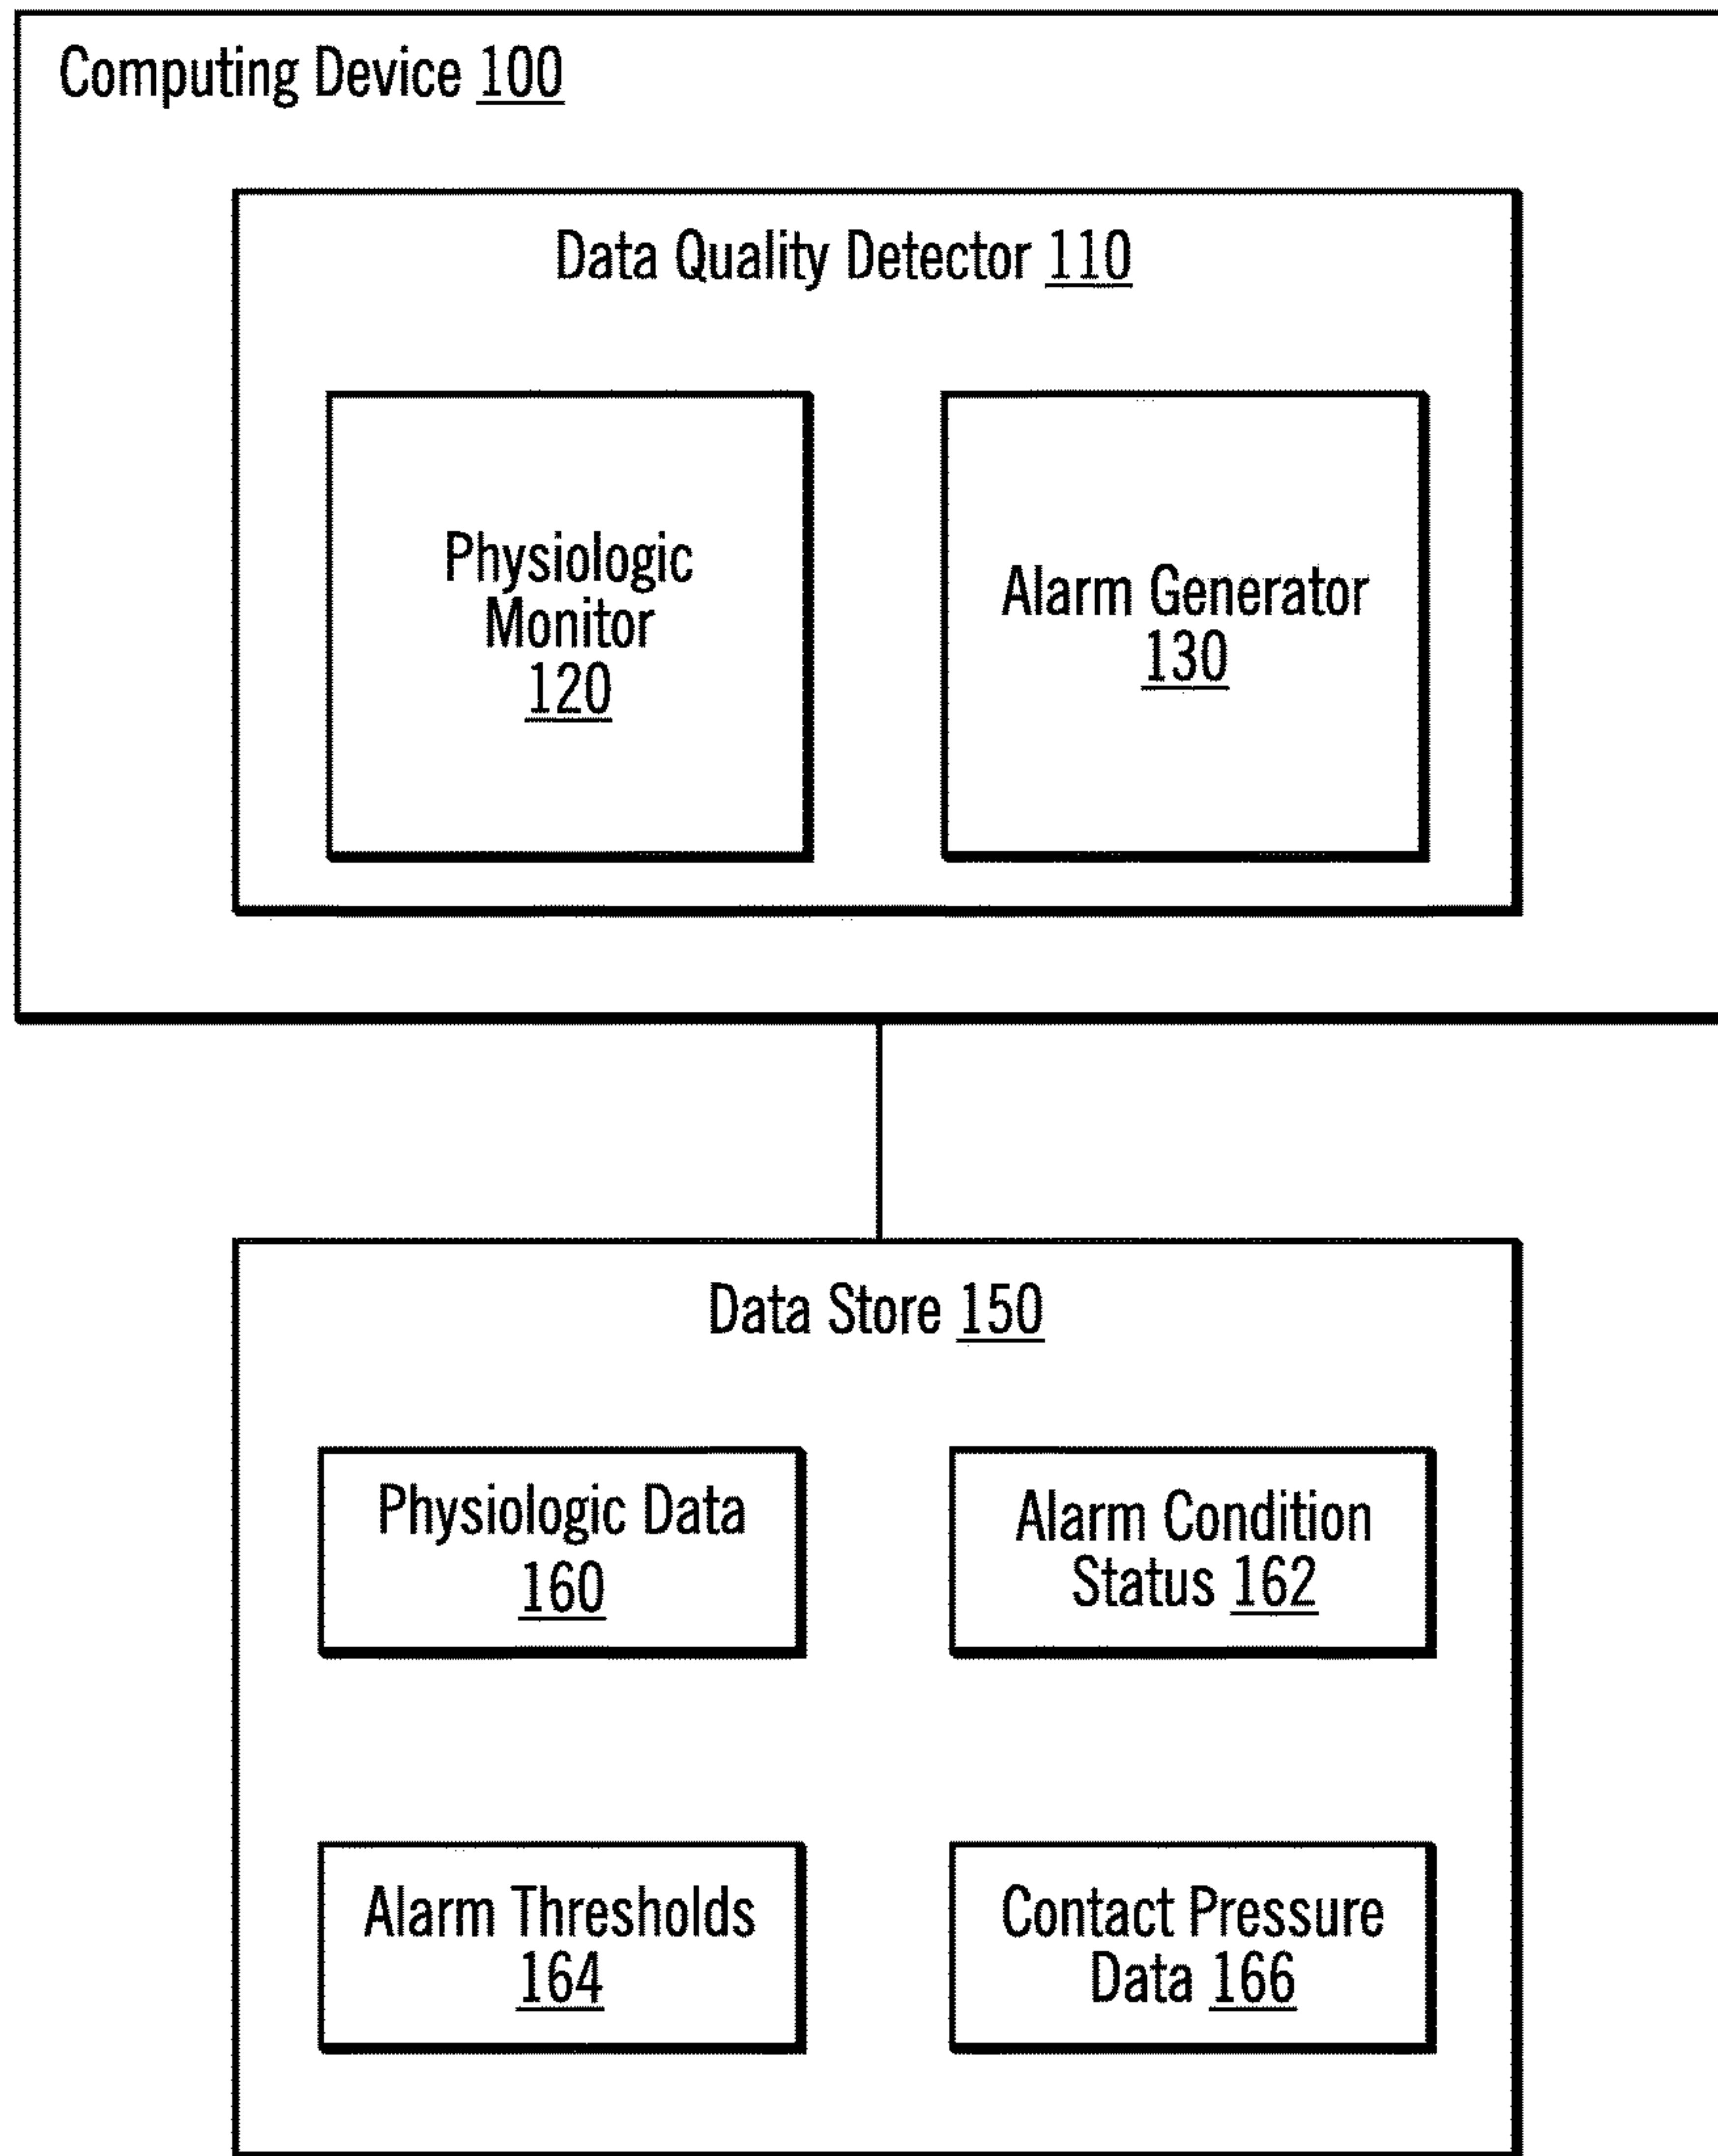 Computing Device 100
Data Quality Detector 110
Physiologic
Monitor
120
Alarm Generator
130
Data Store 150
Physiologic Data
160
Alarm Condition
Status 162
Alarm Thresholds
164
Contact Pressure
Data 166